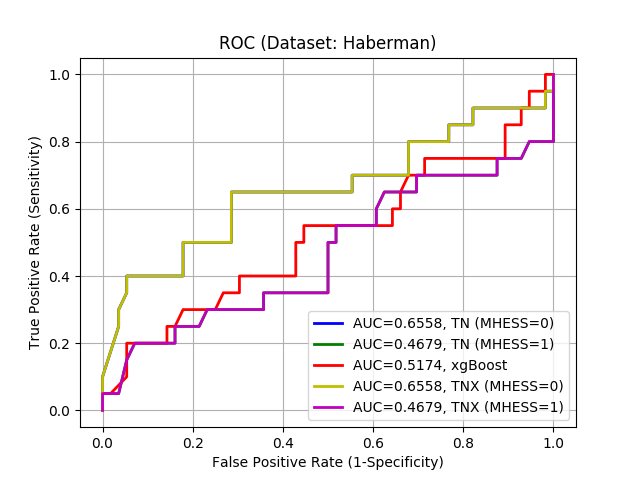 ROC (Dataset: Haberman)
True Positive Rate (Sensitivity)
1.0
0.8
0.6
0.4
0.2
0.0
AUC=0.6558, TN (MHESS=0)
AUC=0.4679, TN (MHESS=1)
AUC=0.5174, xgBoost
AUC=0.6558, TNX (MHESS=0)
AUC=0.4679, TNX (MHESS=1)
0.0 0.2 0.4 0.6 0.8 1.0
False Positive Rate (1-Specificity)